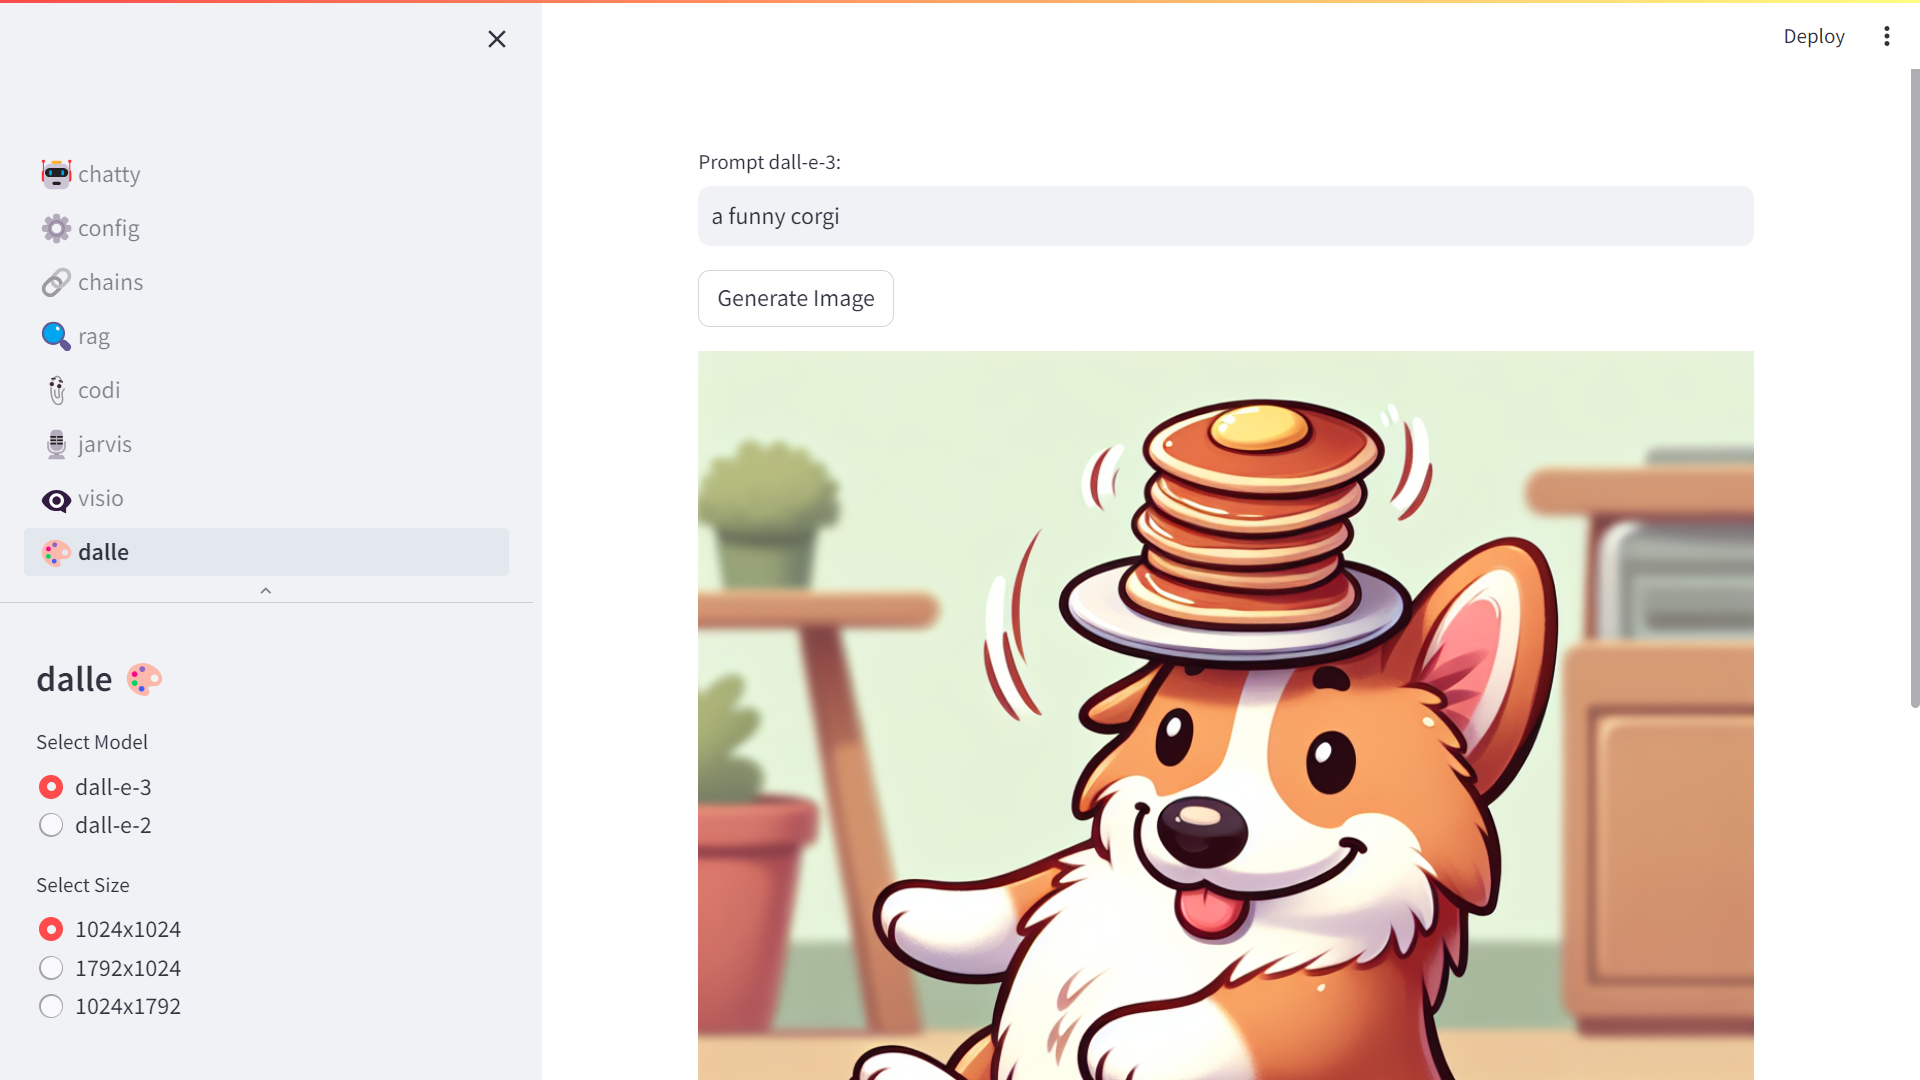 Deploy
chatty
config
chains
rag
codi
jarvis
visio
dalle
dalle
Select Model
dall-e-3
dall-e-2
Select Size
1024x1024
1792x1024
1024x1792
Prompt dall-e-3:
a funny corgi
Generate Image